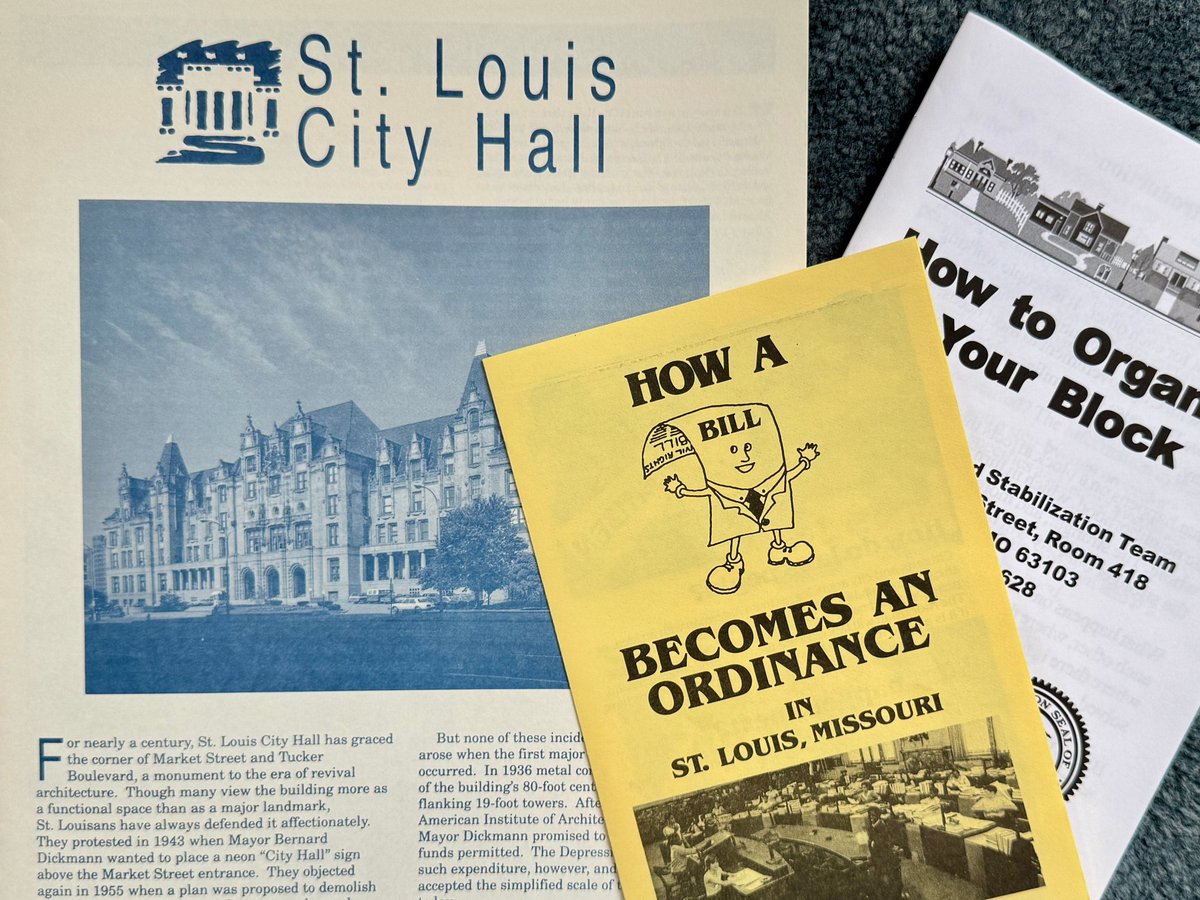 St. Louis
City Hall
For nearly a century, St. Louis City Hall has graced
the corner of Market Street and Tucker
Boulevard, a monument to the era of revival
architecture. Though many view the building more as
a functional space than as a major landmark,
St. Louisans have always defended it affectionately.
They protested in 1943 when Mayor Bernard
Dickmann wanted to place a neon “City Hall” sign
above the Market Street entrance. They objected
again in 1955 when a plan was proposed to demolish
But none of these
arose when the first major
occurred. In 1936 metal
of the building's 80-foot
flanking 19-foot towers.
American Institute of
Mayor Dickmann promised to
funds permitted. The
such expenditure, however, and
accepted the simplified scale of
HOW A
BILL
CIVIL RIGHTS
BILL
BECOMES AN
ORDINANCE
IN
ST. LOUIS, MISSOURI
How to
Your Block
Stabilization Team
Street, Room 418
MO 63103
628
SEAL OF